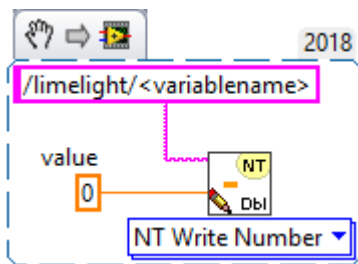 2018
/limelight/<variablename>
value
NT
0
Dbl
NT Write Number